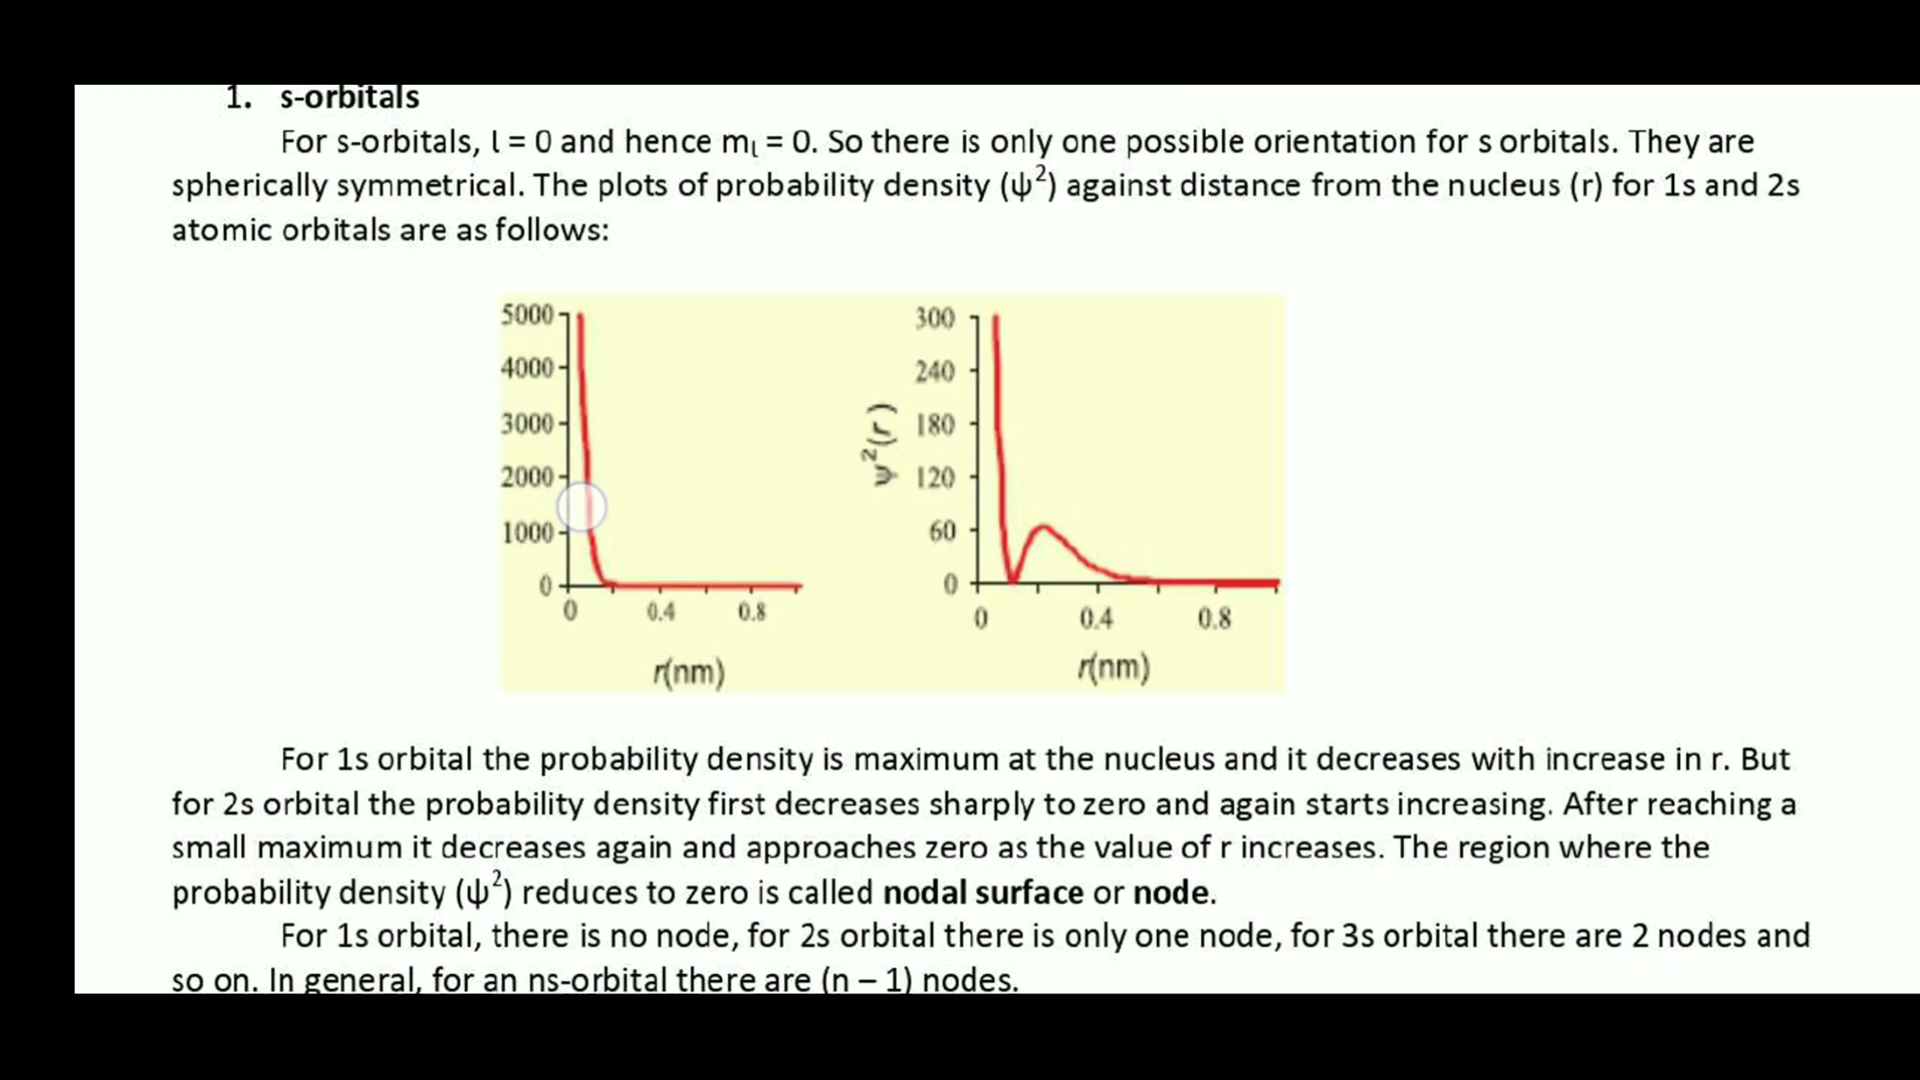 1. s-orbitals
For s-orbitals, l = 0 and hence mₗ = 0. So there is only one possible orientation for s orbitals. They are
spherically symmetrical. The plots of probability density (ψ²) against distance from the nucleus (r) for 1s and 2s
atomic orbitals are as follows:
5000
4000
3000
2000
1000
0
0 0.4 0.8
r(nm)
ψ²(r)
300
240
180
120
60
0
0 0.4 0.8
r(nm)
For 1s orbital the probability density is maximum at the nucleus and it decreases with increase in r. But
for 2s orbital the probability density first decreases sharply to zero and again starts increasing. After reaching a
small maximum it decreases again and approaches zero as the value of r increases. The region where the
probability density (ψ²) reduces to zero is called nodal surface or node.
For 1s orbital, there is no node, for 2s orbital there is only one node, for 3s orbital there are 2 nodes and
so on. In general, for an ns-orbital there are (n – 1) nodes.